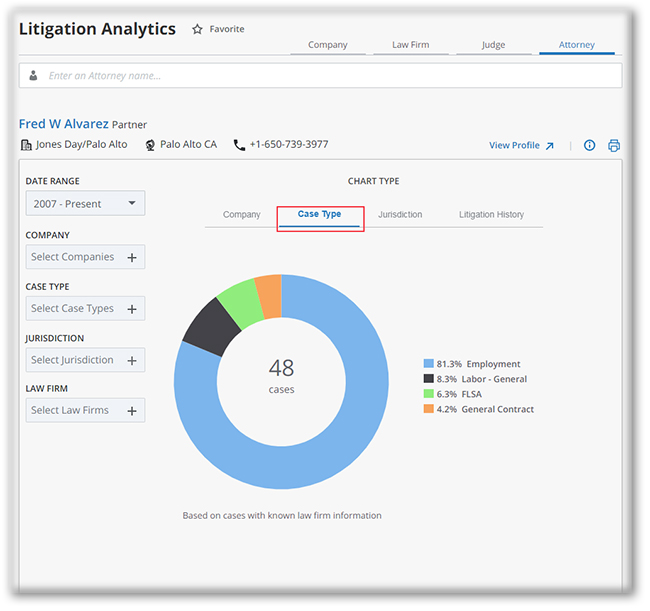 Litigation Analytics
Favorite
Company
Law Firm
Judge
Attorney
Enter an Attorney name...
Fred W Alvarez Partner
Jones Day/Palo Alto
Palo Alto CA
+1-650-739-3977
View Profile
DATE RANGE
2007 - Present
COMPANY
Select Companies +
CASE TYPE
Select Case Types +
JURISDICTION
Select Jurisdiction +
LAW FIRM
Select Law Firms +
CHART TYPE
Company
Case Type
Jurisdiction
Litigation History
48
cases
81.3% Employment
8.3% Labor - General
6.3% FLSA
4.2% General Contract
Based on cases with known law firm information